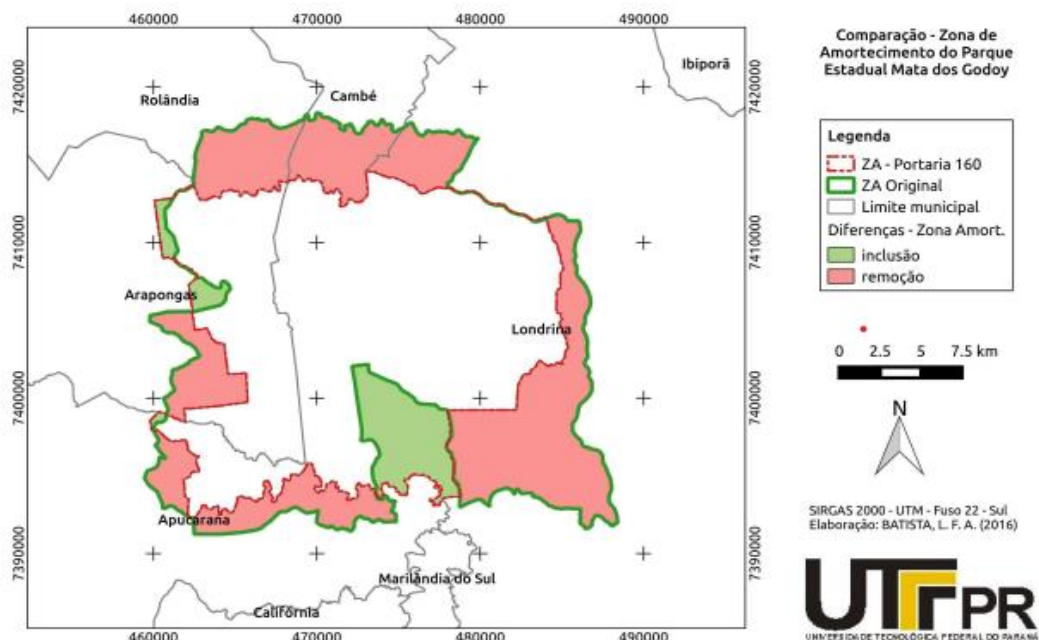 460000
470000
480000
490000
7420000
7410000
7400000
7390000
Rolândia
Cambé
Ibiporã
Arapongas
Londrina
Apucarana
Marilândia do Sul
Califórnia
7420000
7410000
7400000
7390000
460000
470000
480000
490000
Comparação - Zona de
Amortecimento do Parque
Estadual Mata dos Godoy
Legenda
ZA - Portaria 160
ZA Original
Limite municipal
Diferenças - Zona Amort.
inclusão
remoção
0 2.5 5 7.5 km
N
SIRGAS 2000 - UTM - Fuso 22 - Sul
Elaboração: BATISTA, L. F. A. (2016)
UTFPR
UNIVERSIDADE TECNOLÓGICA FEDERAL DO PARANÁ